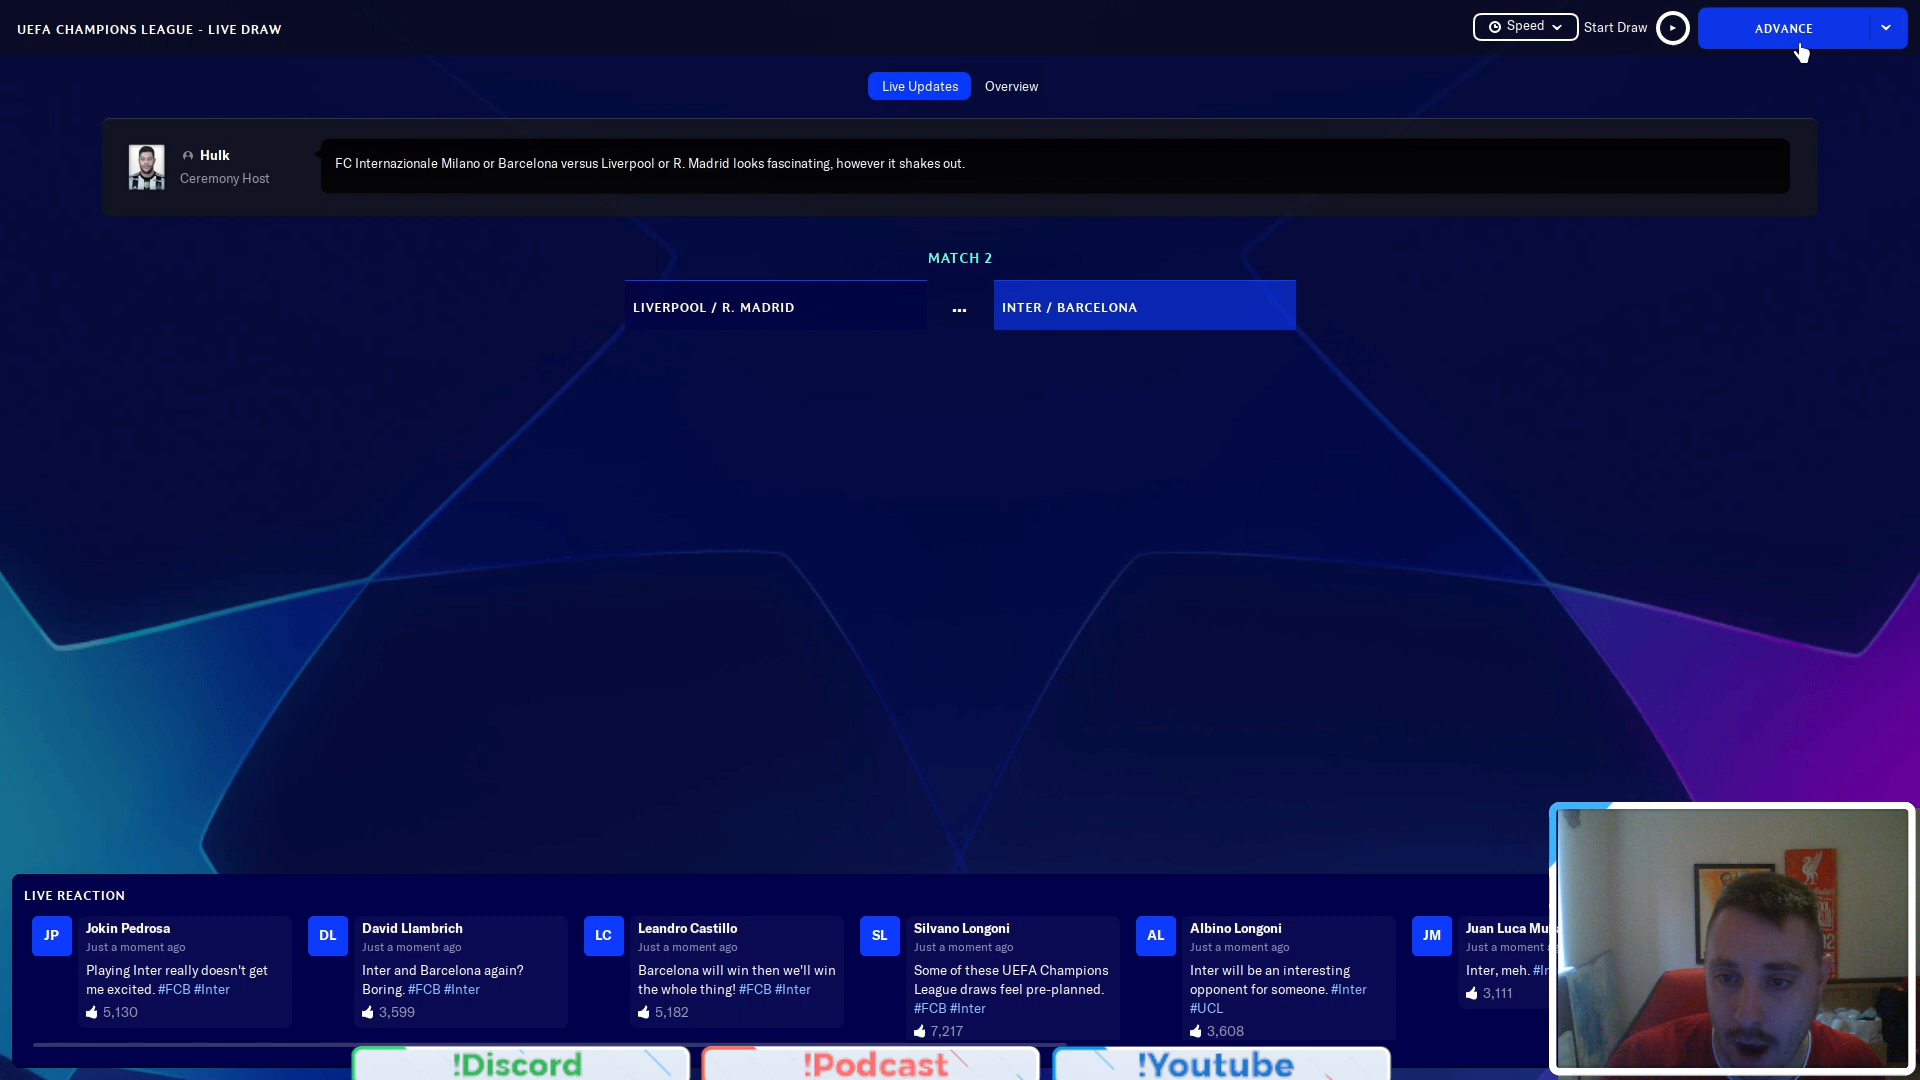 UEFA CHAMPIONS LEAGUE - LIVE DRAW
Speed
Start Draw
ADVANCE
Live Updates
Overview
Hulk
Ceremony Host
FC Internazionale Milano or Barcelona versus Liverpool or R. Madrid looks fascinating, however it shakes out.
MATCH 2
LIVERPOOL / R. MADRID
...
INTER / BARCELONA
LIVE REACTION
JP
Jokin Pedrosa
Just a moment ago
Playing Inter really doesn't get
me excited. #FCB #Inter
5,130
DL
David Llambrich
Just a moment ago
Inter and Barcelona again?
Boring. #FCB #Inter
3,599
LC
Leandro Castillo
Just a moment ago
Barcelona will win then we'll win
the whole thing! #FCB #Inter
5,182
SL
Silvano Longoni
Just a moment ago
Some of these UEFA Champions
League draws feel pre-planned.
#FCB #Inter
7,217
AL
Albino Longoni
Just a moment ago
Inter will be an interesting
opponent for someone. #Inter
#UCL
3,608
JM
Juan Luca
Just a moment
Inter, meh.
3,111
!Discord
!Podcast
!Youtube